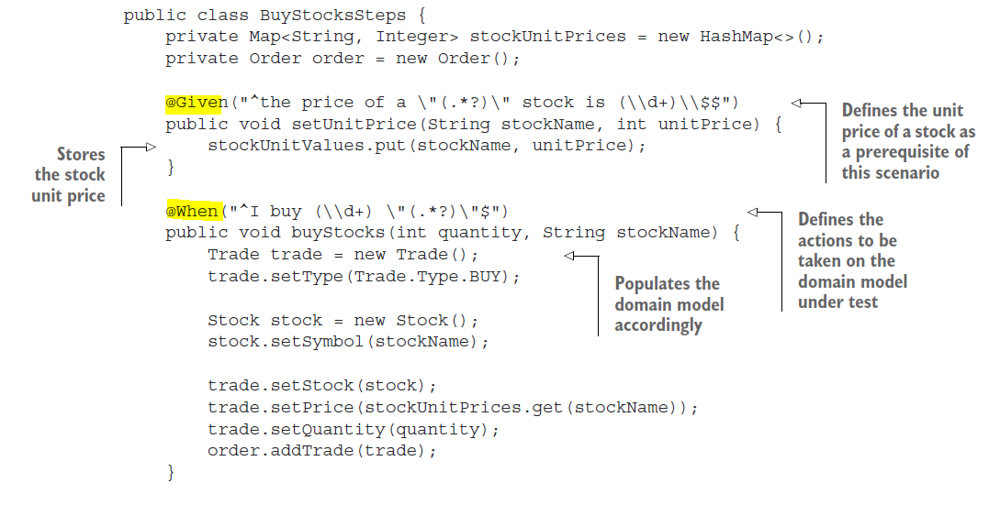 public class BuyStocksSteps {
private Map<String, Integer> stockUnitPrices = new HashMap<>();
private Order order = new Order();
@Given("^the price of a \"(.*?)\" stock is (\\d+)\\$$")
public void setUnitPrice(String stockName, int unitPrice) {
stockUnitValues.put(stockName, unitPrice);
}
Defines the unit
price of a stock as
a prerequisite of
this scenario
Stores
the stock
unit price
@When("^I buy (\\d+) \"(.*?)\"$")
public void buyStocks(int quantity, String stockName) {
Trade trade = new Trade();
trade.setType(Trade.Type.BUY);
Defines the
actions to be
taken on the
domain model
under test
Populates the
domain model
accordingly
Stock stock = new Stock();
stock.setSymbol(stockName);
trade.setStock(stock);
trade.setPrice(stockUnitPrices.get(stockName));
trade.setQuantity(quantity);
order.addTrade(trade);
}